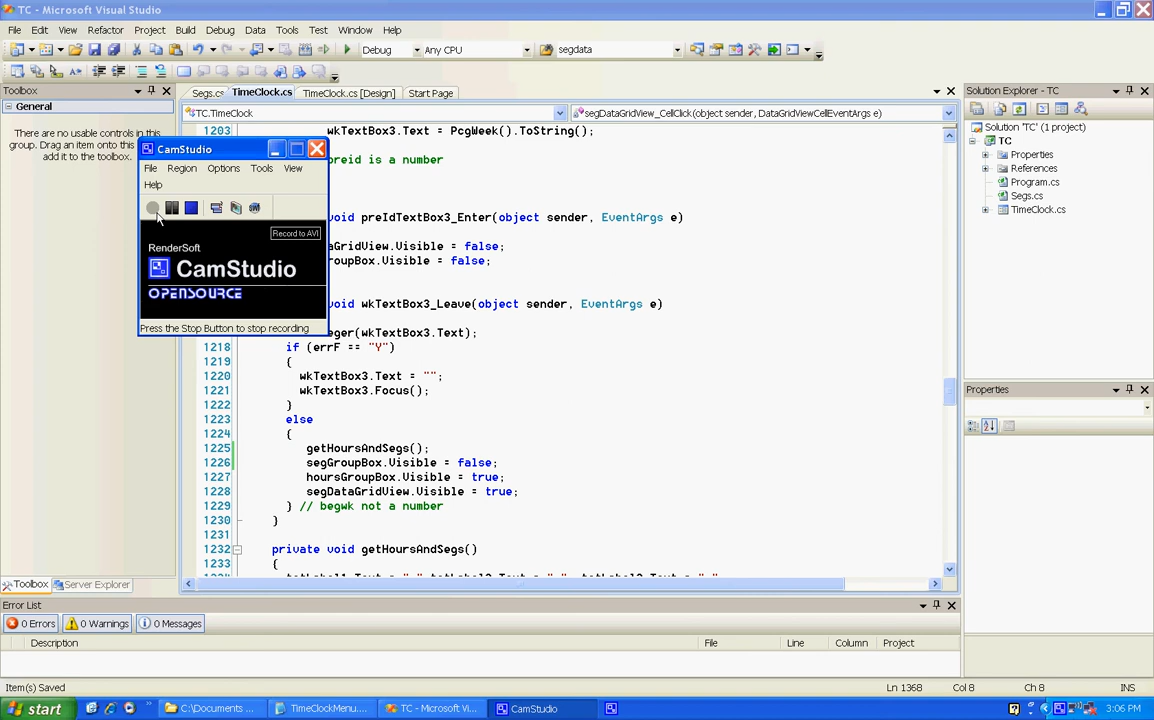 TC - Microsoft Visual Studio
File Edit View Refactor Project Build Debug Data Tools Test Window Help
Debug Any CPU segdata
Toolbox
Segs.cs TimeClock.cs TimeClock.cs [Design] Start Page
Solution Explorer - TC
General
TC.TimeClock segDataGridView_CellClick(object sender, DataGridViewCellEventArgs e)
There are no usable controls in this
group. Drag an item onto this
add it to the toolbox.
Solution 'TC' (1 project)
TC
Properties
References
Program.cs
Segs.cs
TimeClock.cs
CamStudio
File Region Options Tools View
Help
Record to AVI
RenderSoft
CamStudio
OPENSOURCE
Press the Stop Button to stop recording
1203 wkTextBox3.Text = PcgWeek().ToString();
preid is a number
void preIdTextBox3_Enter(object sender, EventArgs e)
aGridView.Visible = false;
oupBox.Visible = false;
void wkTextBox3_Leave(object sender, EventArgs e)
eger(wkTextBox3.Text);
1218 if (errF == "Y")
1219 {
1220 wkTextBox3.Text = "";
1221 wkTextBox3.Focus();
1222 }
1223 else
1224 {
1225 getHoursAndSegs();
1226 segGroupBox.Visible = false;
1227 hoursGroupBox.Visible = true;
1228 segDataGridView.Visible = true;
1229 } // begwk not a number
1230 }
1231
1232 private void getHoursAndSegs()
1233 {
Properties
Toolbox Server Explorer
Error List
0 Errors 0 Warnings 0 Messages
Description File Line Column Project
Item(s) Saved Ln 1368 Col 8 Ch 8 INS
start C:\Documents ... TimeClockMenu.... TC - Microsoft Vi... CamStudio 3:06 PM